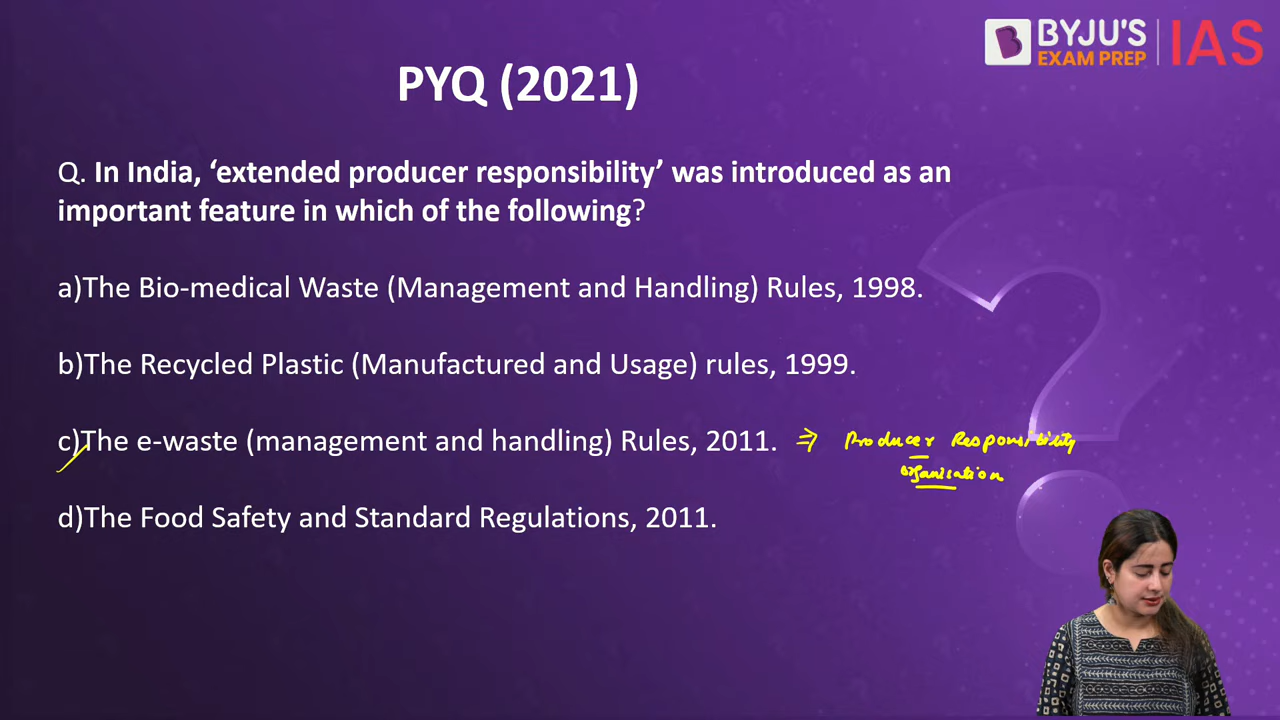 BYJU'S
EXAM PREP
IAS
PYQ (2021)
Q. In India, ‘extended producer responsibility’ was introduced as an
important feature in which of the following?
a)The Bio-medical Waste (Management and Handling) Rules, 1998.
b)The Recycled Plastic (Manufactured and Usage) rules, 1999.
c)The e-waste (management and handling) Rules, 2011. ⇒ Producer Responsibility
Organisation
d)The Food Safety and Standard Regulations, 2011.